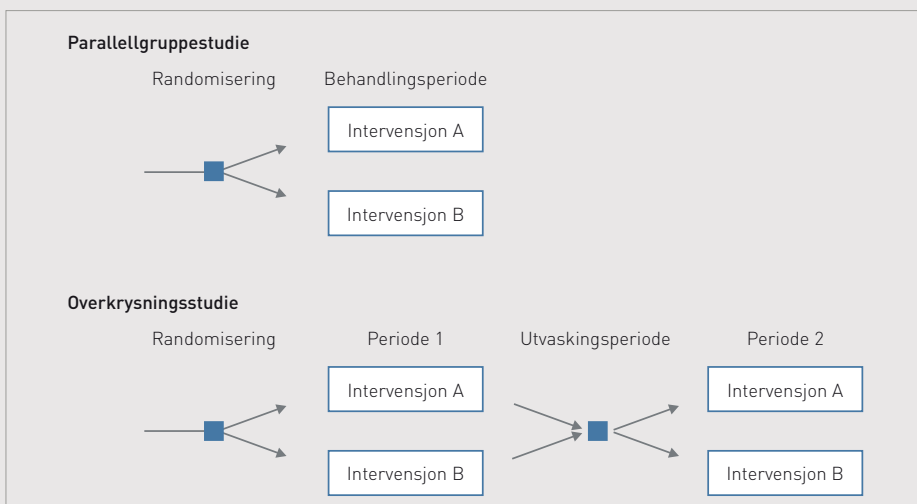 Parallellgruppestudie
Randomisering Behandlingsperiode
Intervensjon A
Intervensjon B
Overkrysningsstudie
Randomisering Periode 1 Utvaskingsperiode Periode 2
Intervensjon A Intervensjon A
Intervensjon B Intervensjon B